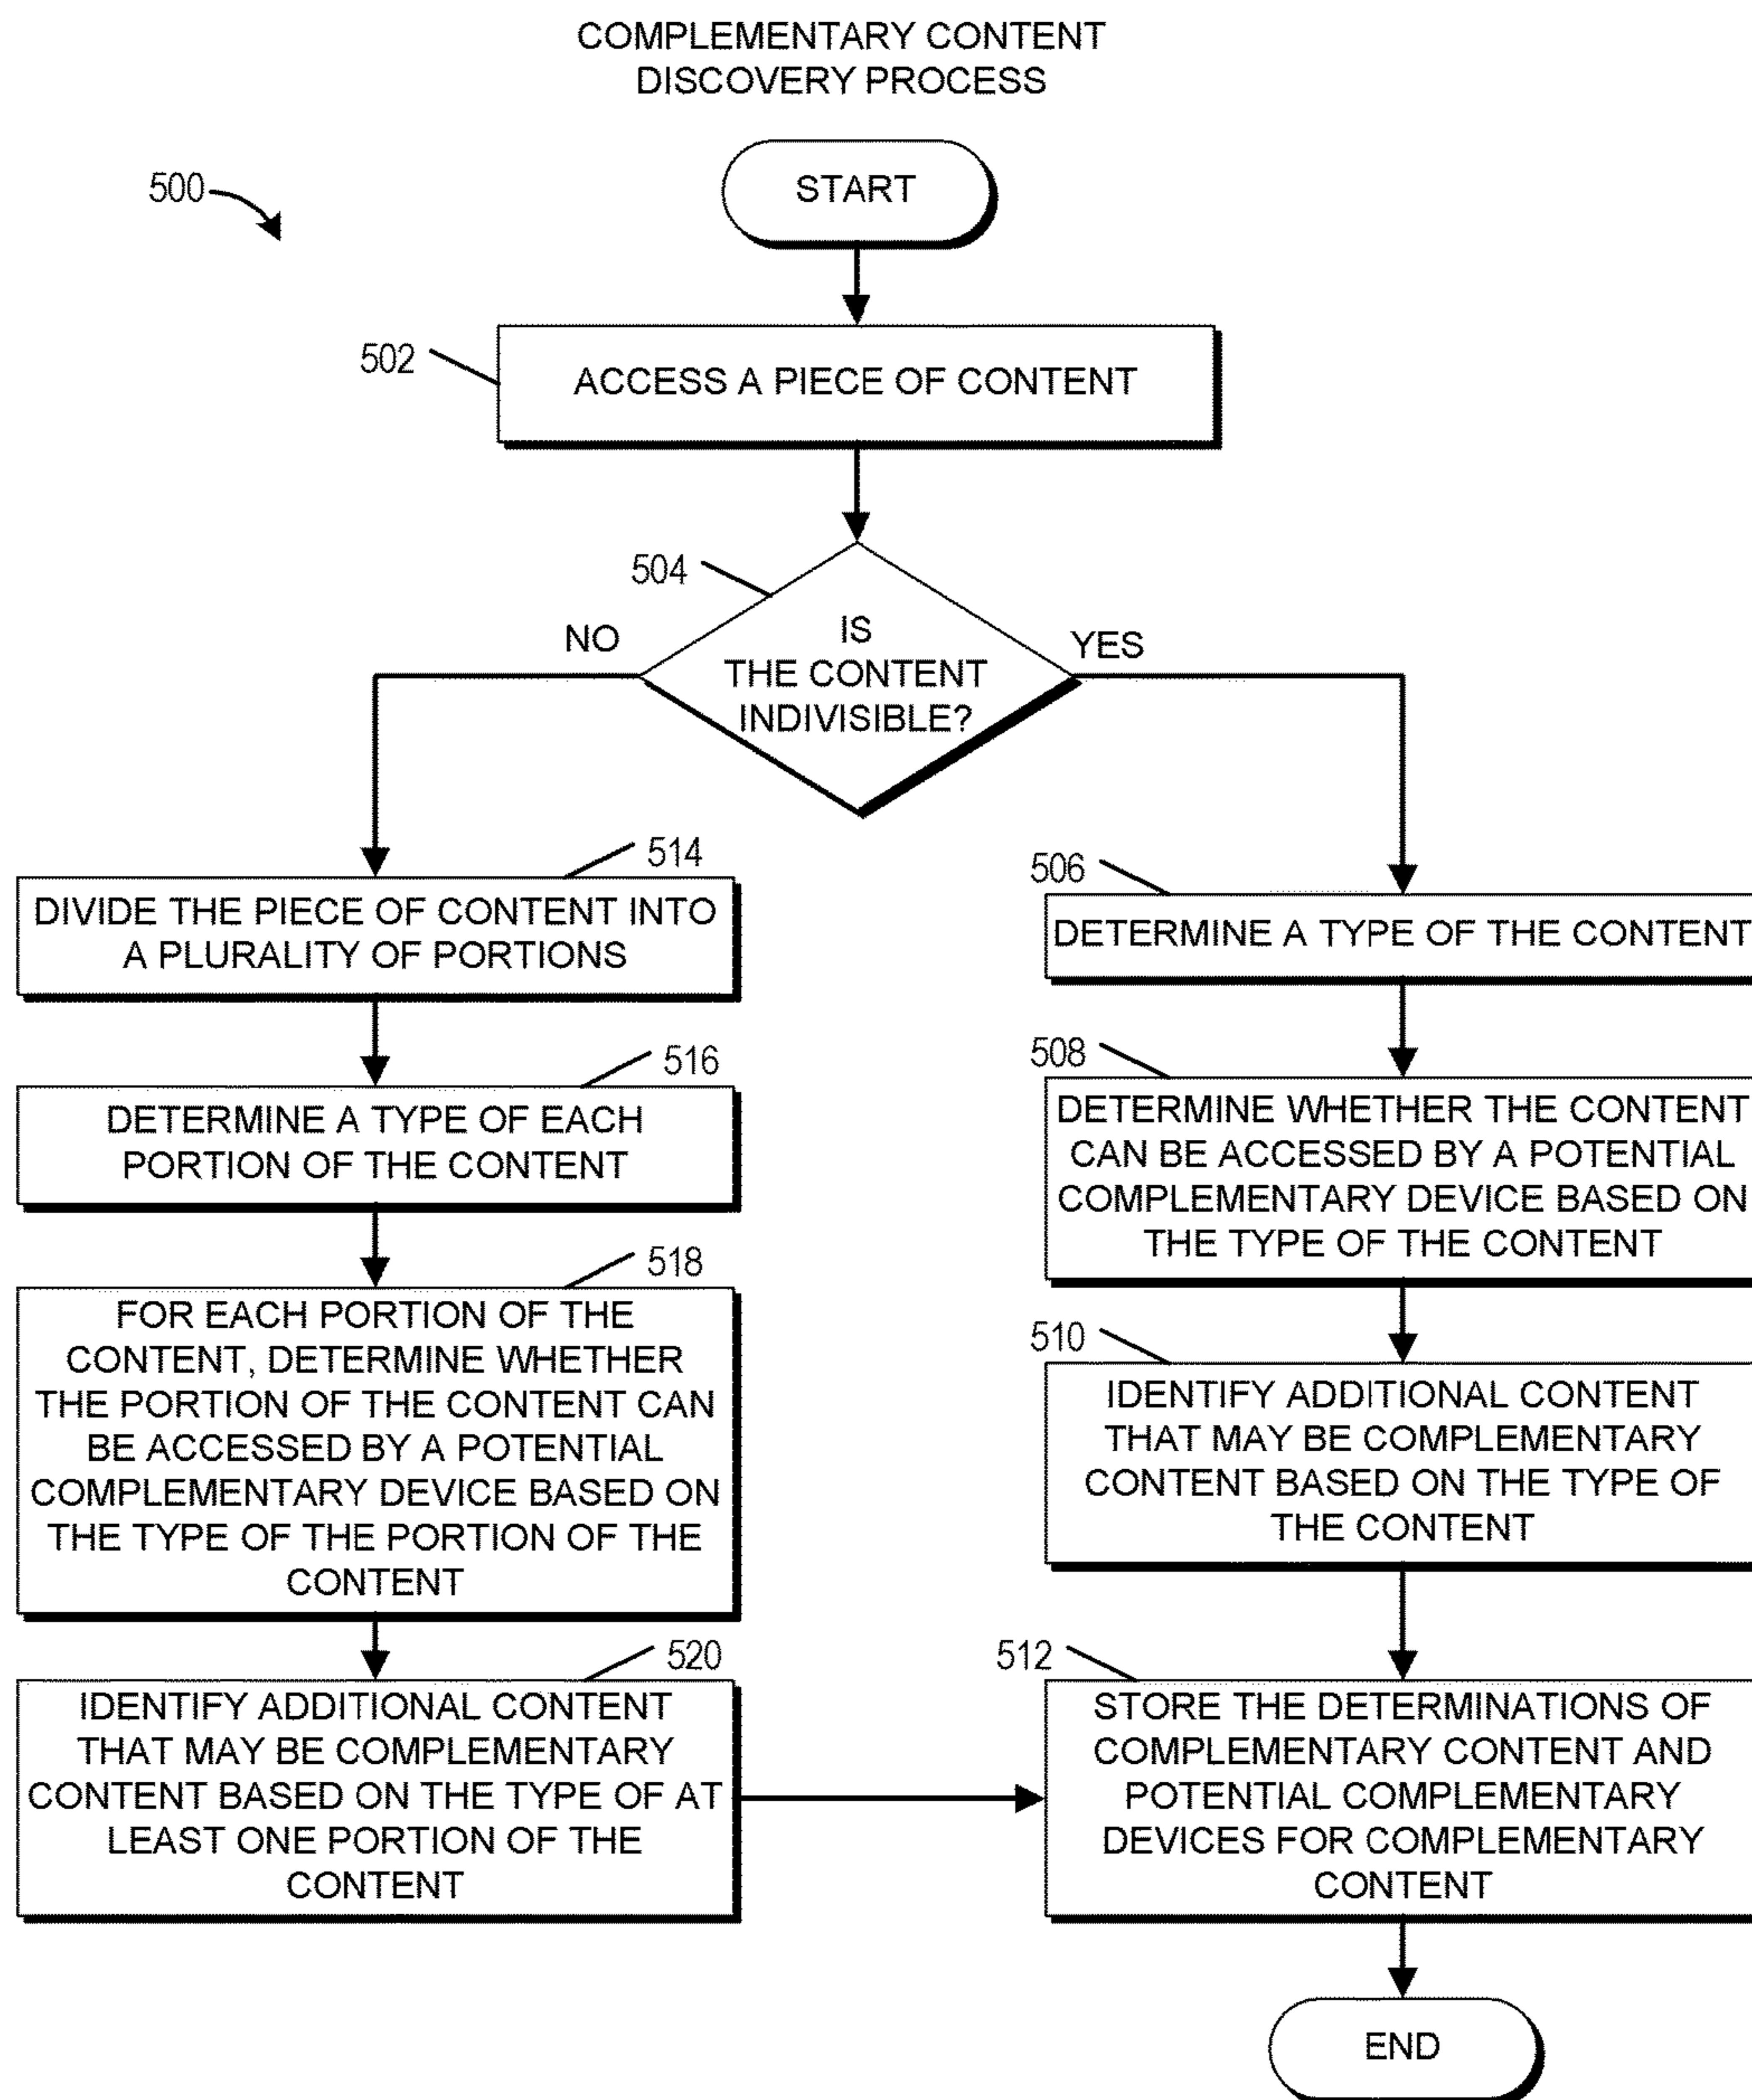 COMPLEMENTARY CONTENT
DISCOVERY PROCESS
500
START
502
ACCESS A PIECE OF CONTENT
504
IS
THE CONTENT
INDIVISIBLE?
NO
YES
514
DIVIDE THE PIECE OF CONTENT INTO
A PLURALITY OF PORTIONS
516
DETERMINE A TYPE OF EACH
PORTION OF THE CONTENT
518
FOR EACH PORTION OF THE
CONTENT, DETERMINE WHETHER
THE PORTION OF THE CONTENT CAN
BE ACCESSED BY A POTENTIAL
COMPLEMENTARY DEVICE BASED ON
THE TYPE OF THE PORTION OF THE
CONTENT
520
IDENTIFY ADDITIONAL CONTENT
THAT MAY BE COMPLEMENTARY
CONTENT BASED ON THE TYPE OF AT
LEAST ONE PORTION OF THE
CONTENT
506
DETERMINE A TYPE OF THE CONTENT
508
DETERMINE WHETHER THE CONTENT
CAN BE ACCESSED BY A POTENTIAL
COMPLEMENTARY DEVICE BASED ON
THE TYPE OF THE CONTENT
510
IDENTIFY ADDITIONAL CONTENT
THAT MAY BE COMPLEMENTARY
CONTENT BASED ON THE TYPE OF
THE CONTENT
512
STORE THE DETERMINATIONS OF
COMPLEMENTARY CONTENT AND
POTENTIAL COMPLEMENTARY
DEVICES FOR COMPLEMENTARY
CONTENT
END